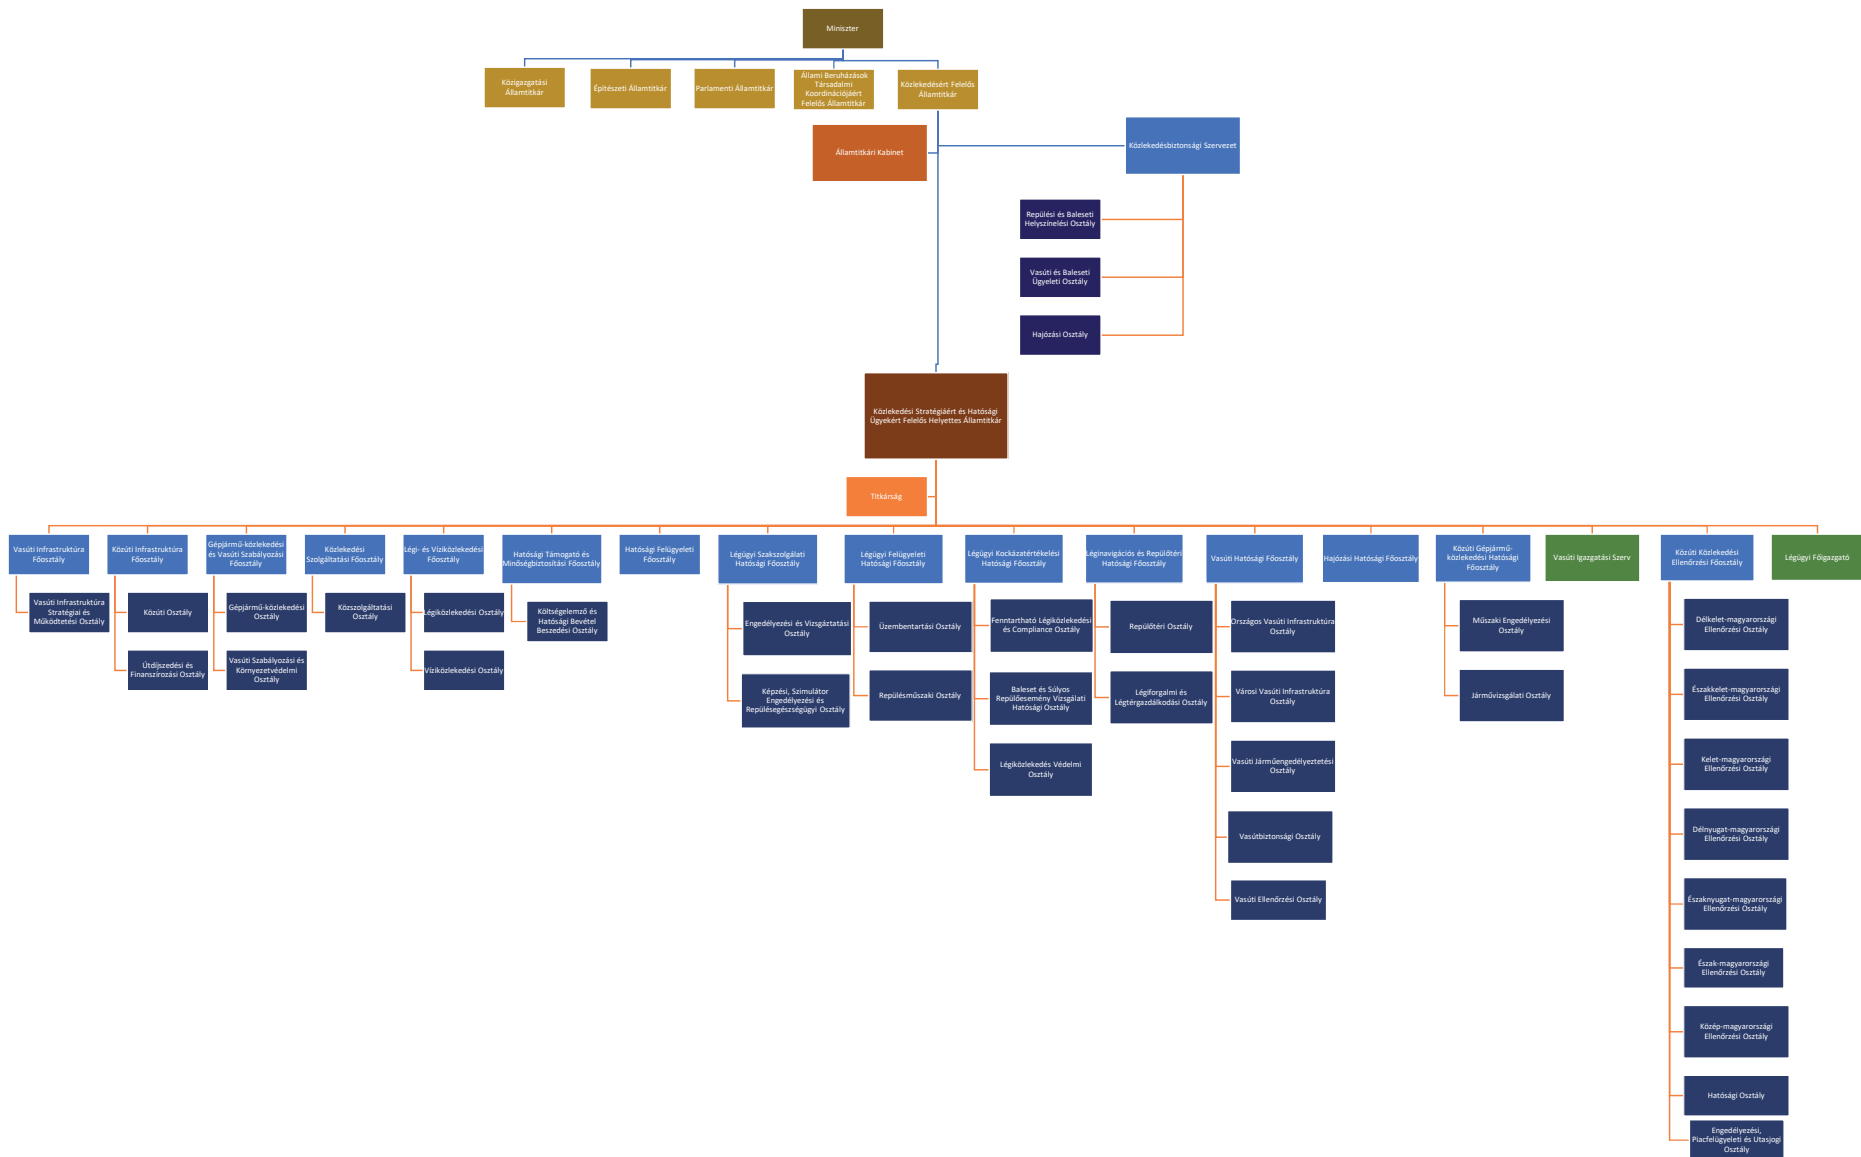 Miniszter
Közigazgatási
Államtitkár
Építészeti Államtitkár
Parlamenti Államtitkár
Állami Beruházások
Társadalmi
Koordinációjáért
Felelős Államtitkár
Közlekedésért Felelős
Államtitkár
Államtitkári Kabinet
Közlekedésbiztonsági Szervezet
Repülési és Baleseti
Helyszínelési Osztály
Vasúti és Baleseti
Ügyeleti Osztály
Hajózási Osztály
Közlekedési Stratégiáért és Hatósági
Ügyekért Felelős Helyettes Államtitkár
Titkárság
Vasúti Infrastruktúra
Főosztály
Közúti Infrastruktúra
Főosztály
Gépjármű-közlekedési
és Vasúti Szabályozási
Főosztály
Közlekedési
Szolgáltatási Főosztály
Légi- és Víziközlekedési
Főosztály
Hatósági Támogató és
Minőségbiztosítási Főosztály
Hatósági Felügyeleti
Főosztály
Légügyi Szakszolgálati
Hatósági Főosztály
Légügyi Felügyeleti
Hatósági Főosztály
Légügyi Kockázatértékelési
Hatósági Főosztály
Léginavigációs és Repülőtéri
Hatósági Főosztály
Vasúti Hatósági Főosztály
Hajózási Hatósági Főosztály
Közúti Gépjármű-
közlekedési Hatósági
Főosztály
Vasúti Igazgatási Szerv
Közúti Közlekedési
Ellenőrzési Főosztály
Légügyi Főigazgató
Vasúti Infrastruktúra
Stratégiai és
Működtetési Osztály
Közúti Osztály
Útdíjszedési és
Finanszírozási Osztály
Gépjármű-közlekedési
Osztály
Vasúti Szabályozási és
Környezetvédelmi
Osztály
Közszolgáltatási
Osztály
Légiközlekedési Osztály
Víziközlekedési Osztály
Költségelemző és
Hatósági Bevétel
Beszedési Osztály
Engedélyezési és Vizsgáztatási
Osztály
Képzési, Szimulátor
Engedélyezési és
Repülésegészségügyi Osztály
Üzembentartási Osztály
Repülésműszaki Osztály
Fenntartható Légiközlekedési
és Compliance Osztály
Baleset és Súlyos
Repülőesemény Vizsgálati
Hatósági Osztály
Légiközlekedés Védelmi
Osztály
Repülőtéri Osztály
Légiforgalmi és
Légtérgazdálkodási Osztály
Országos Vasúti Infrastruktúra
Osztály
Városi Vasúti Infrastruktúra
Osztály
Vasúti Járműengedélyeztetési
Osztály
Vasútbiztonsági Osztály
Vasúti Ellenőrzési Osztály
Műszaki Engedélyezési
Osztály
Járművizsgálati Osztály
Délkelet-magyarországi
Ellenőrzési Osztály
Északkelet-magyarországi
Ellenőrzési Osztály
Kelet-magyarországi
Ellenőrzési Osztály
Délnyugat-magyarországi
Ellenőrzési Osztály
Északnyugat-magyarországi
Ellenőrzési Osztály
Észak-magyarországi
Ellenőrzési Osztály
Közép-magyarországi
Ellenőrzési Osztály
Hatósági Osztály
Engedélyezési,
Piacfelügyeleti és Utasjogi
Osztály